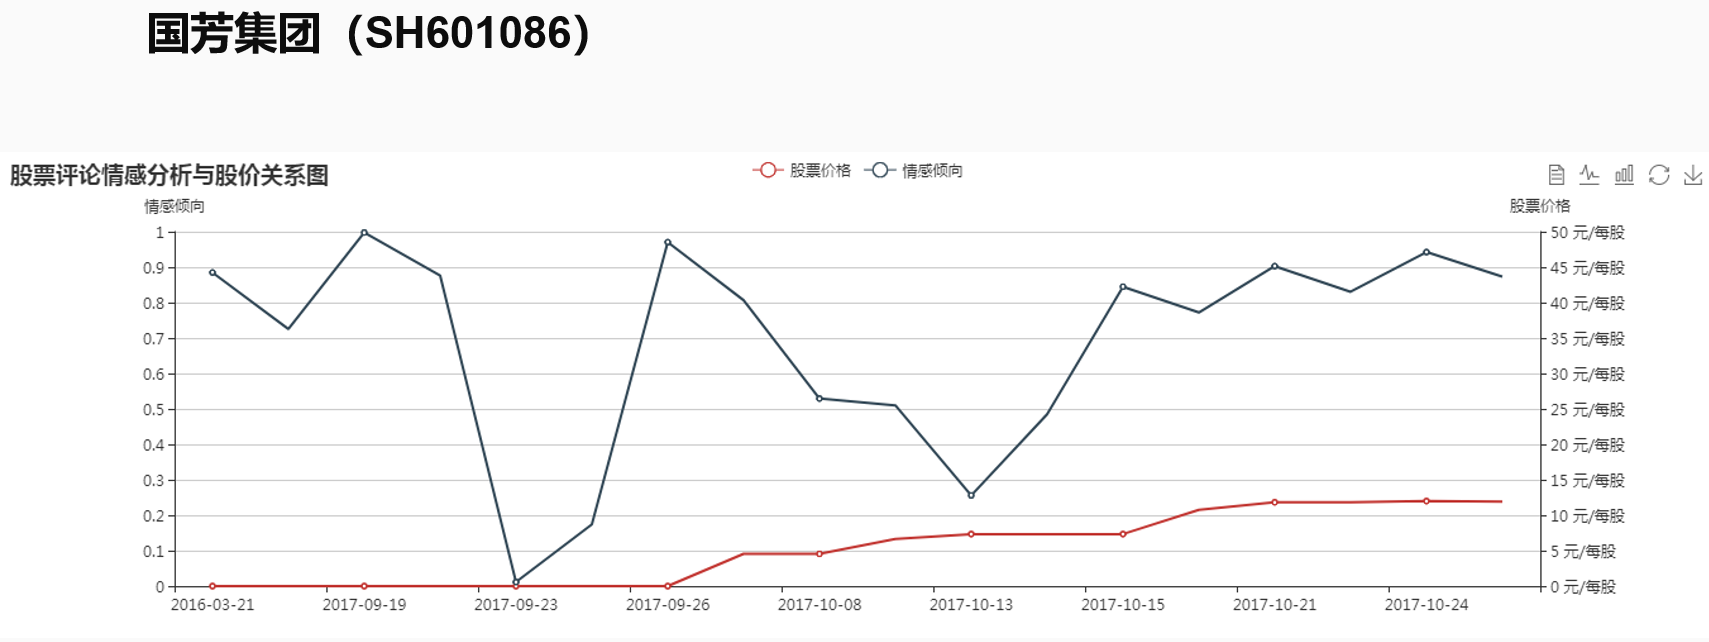 国芳集团（SH601086）
股票评论情感分析与股价关系图
股票价格 情感倾向
情感倾向 股票价格
1 50 元/每股
0.9 45 元/每股
0.8 40 元/每股
0.7 35 元/每股
0.6 30 元/每股
0.5 25 元/每股
0.4 20 元/每股
0.3 15 元/每股
0.2 10 元/每股
0.1 5 元/每股
0 0 元/每股
2016-03-21 2017-09-19 2017-09-23 2017-09-26 2017-10-08 2017-10-13 2017-10-15 2017-10-21 2017-10-24